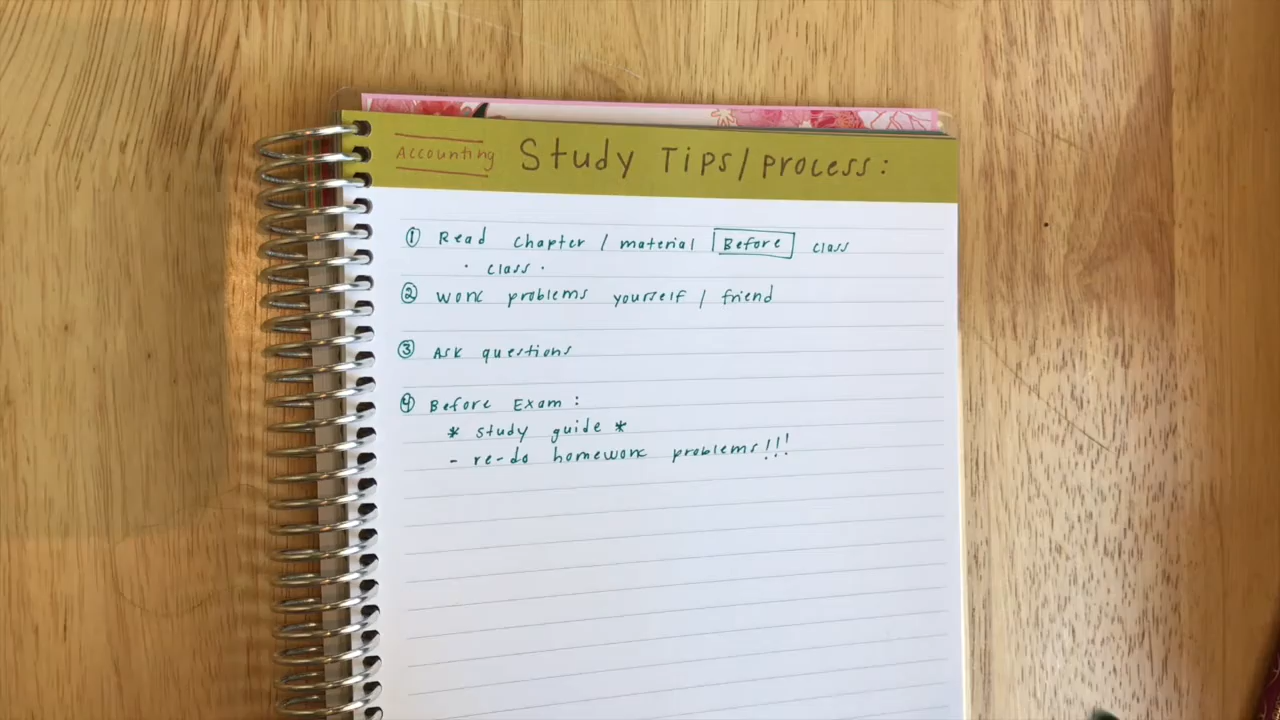 Accounting Study Tips/process:
① Read chapter / material Before class
· class ·
② work problems yourself / friend
③ Ask questions
④ Before Exam:
* study guide *
- re-do homework problems!!!